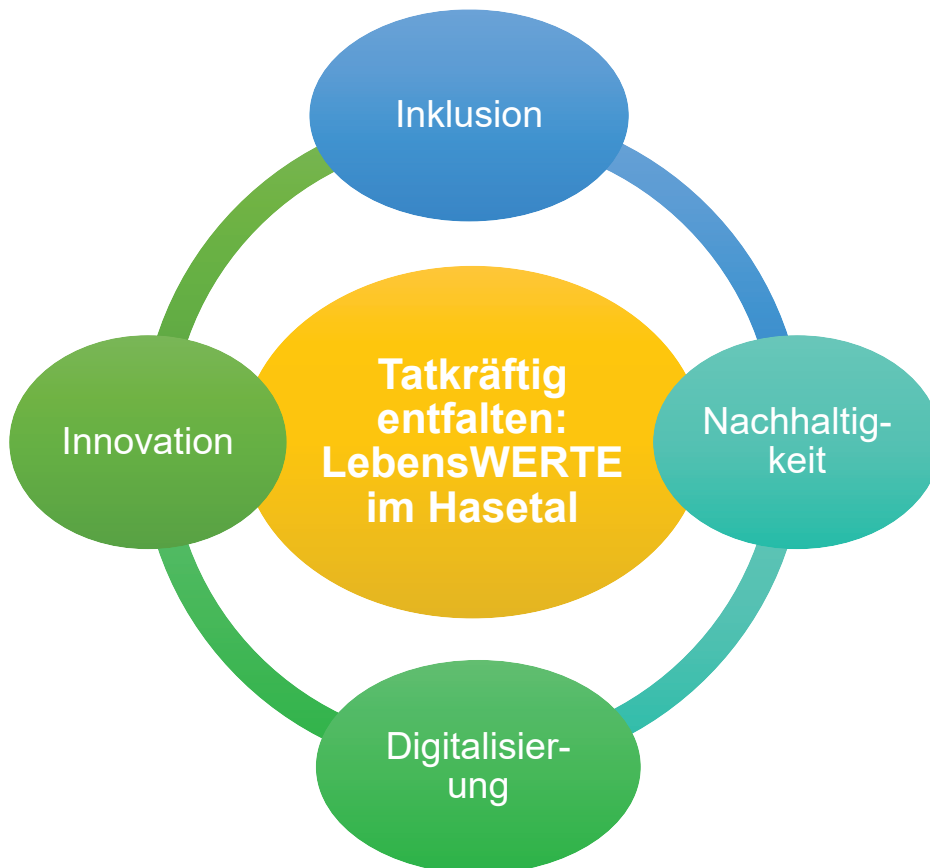 Inklusion
Tatkräftig
entfalten:
LebensWERTE
im Hasetal
Innovation
Nachhaltig-
keit
Digitalisier-
ung